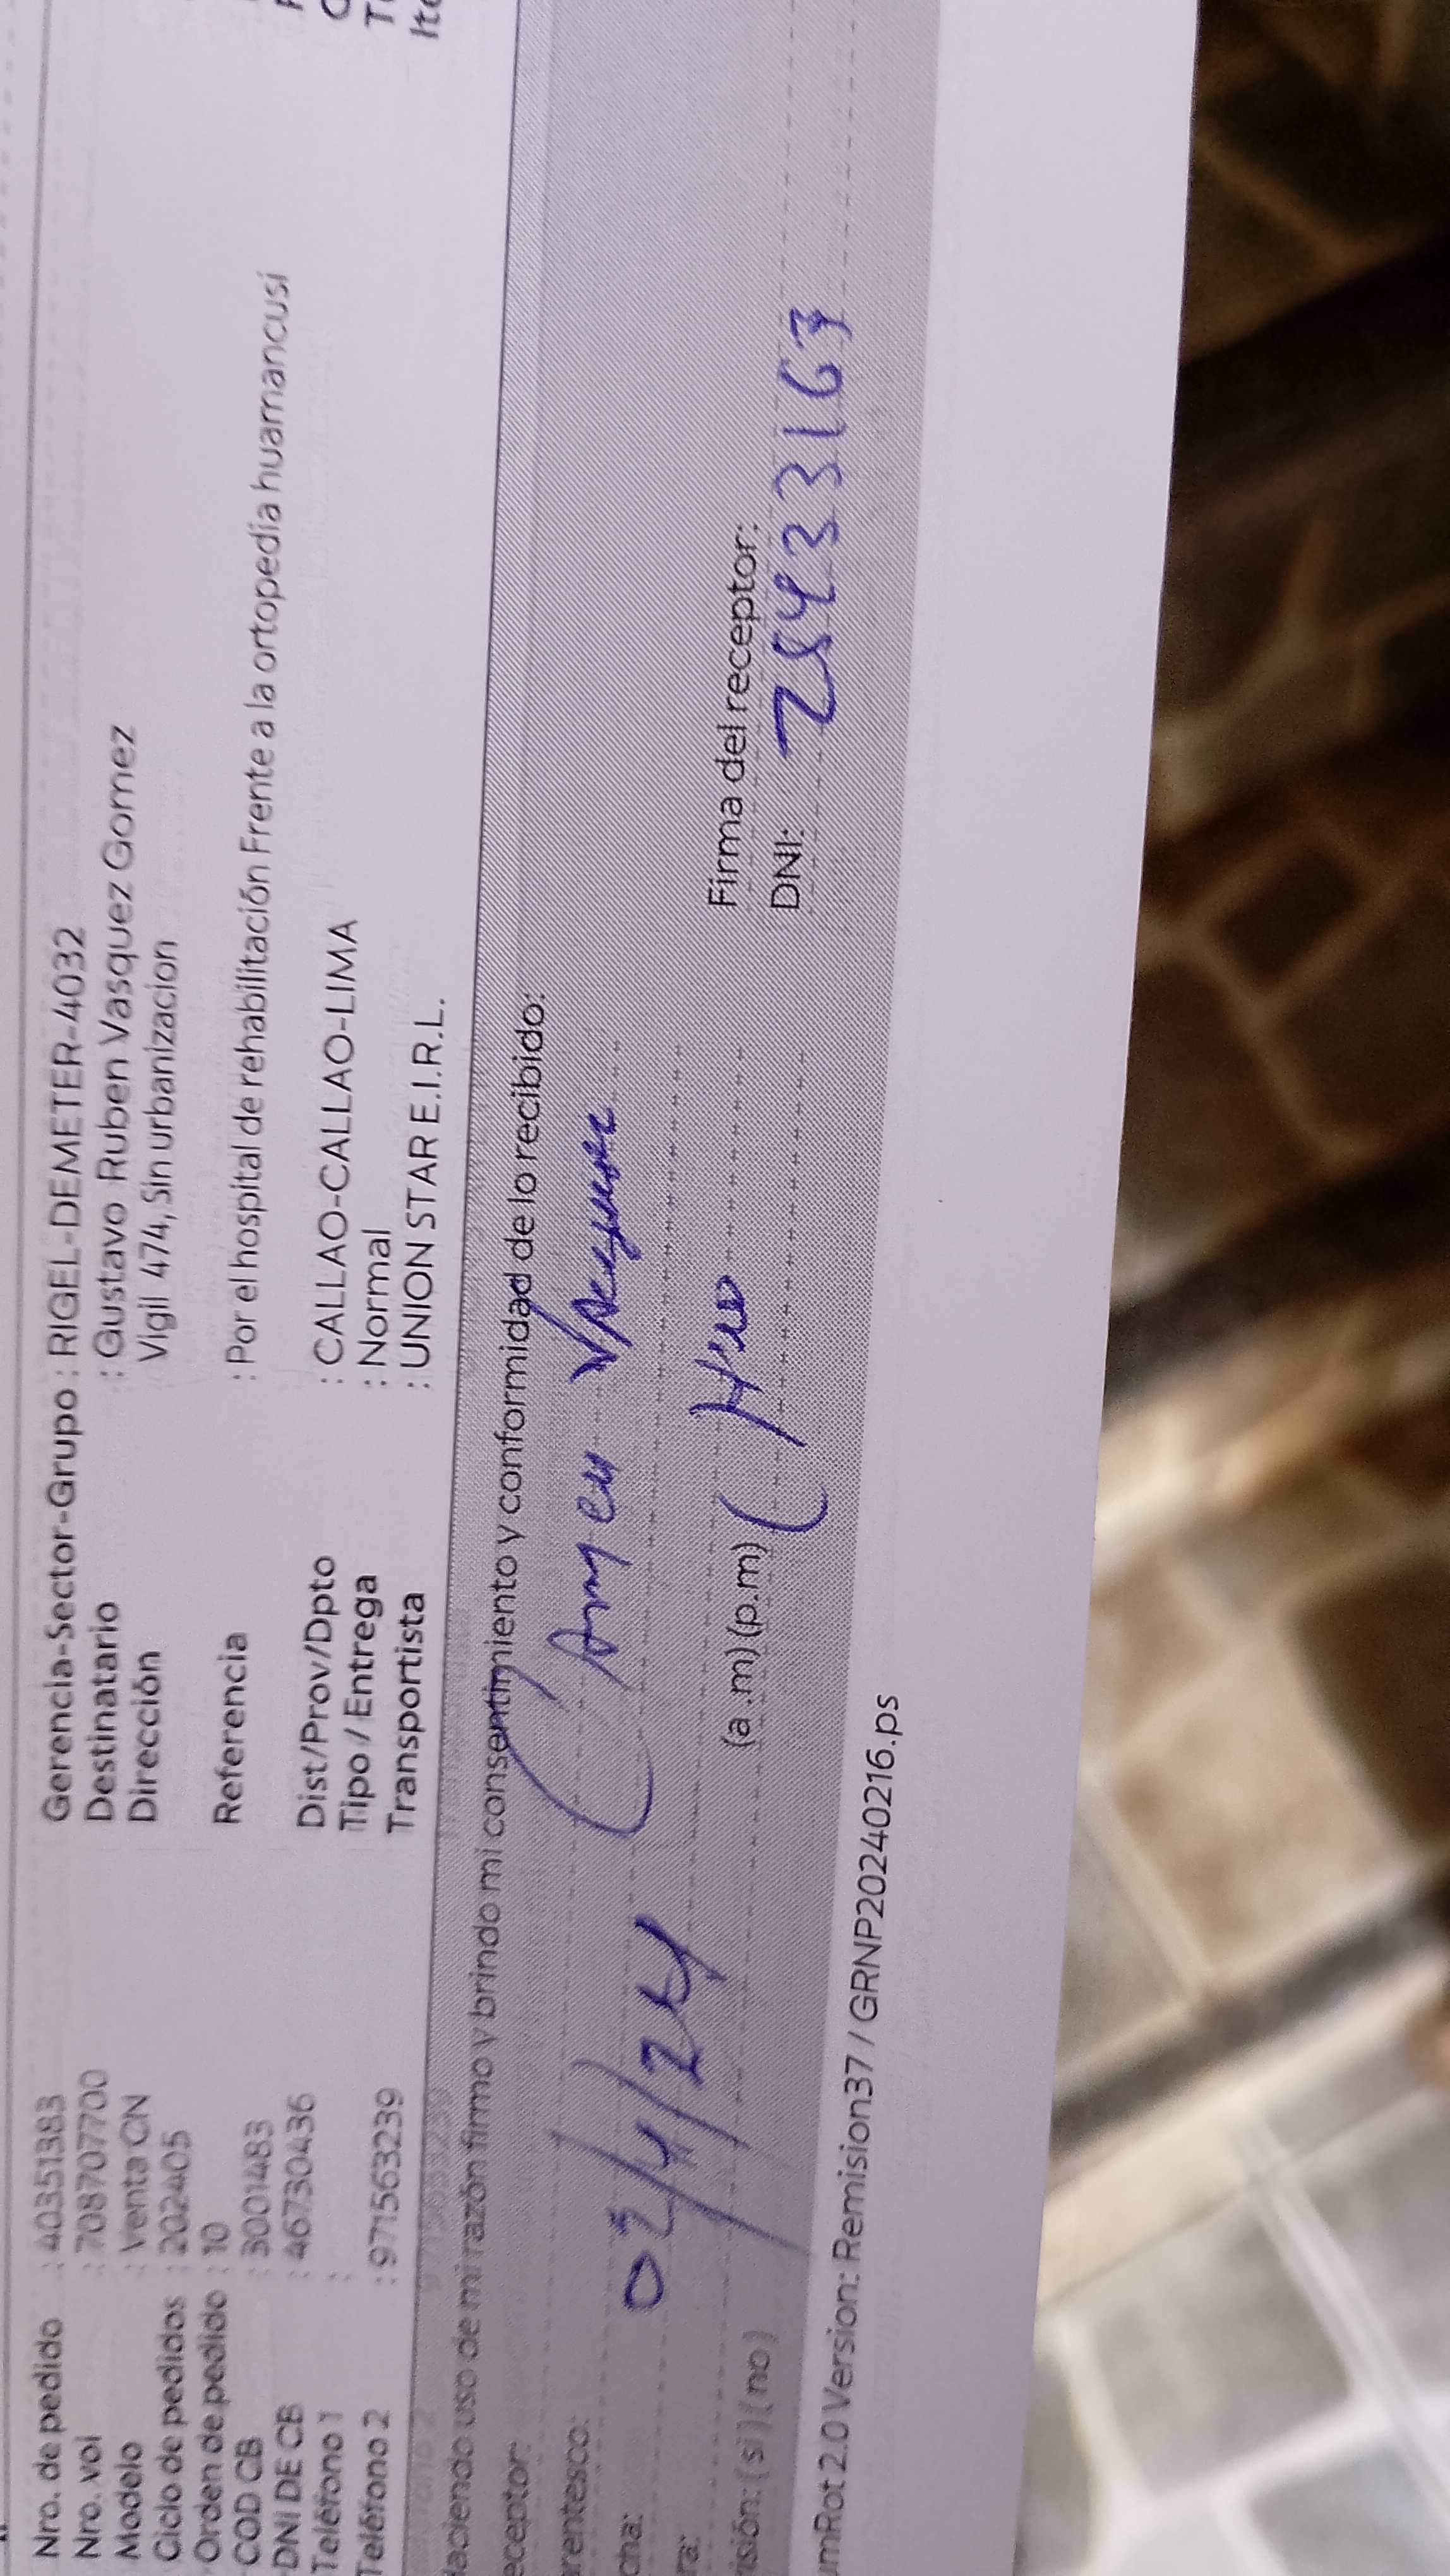 Nro. de pedido : 40351383
Nro. vol : 708707700
Modelo : Venta CN
Ciclo de pedidos : 202405
Orden de pedido : 10
COD CB : 3001483
DNI DE CB : 46730436
Teléfono 1 :
Teléfono 2 : 971563239
Gerencia-Sector-Grupo : RIGEL-DEMETER-4032
Destinatario : Gustavo Ruben Vasquez Gomez
Dirección : Vigil 474, Sin urbanizacion
Referencia : Por el hospital de rehabilitación Frente a la ortopedia huamancusi
Dist/Prov/Dpto : CALLAO-CALLAO-LIMA
Tipo / Entrega : Normal
Transportista : UNION STAR E.I.R.L.
Haciendo uso de mi razón firmo y brindo mi consentimiento y conformidad de lo recibido:
eceptor: Carmen
rentesco:
cha: 02/4/24
ra: (a .m) (p.m)
isión: ( si ) ( no )
Firma del receptor:
DNI: 25433167
umRot 2.0 Version: Remision37 / GRNP20240216.ps